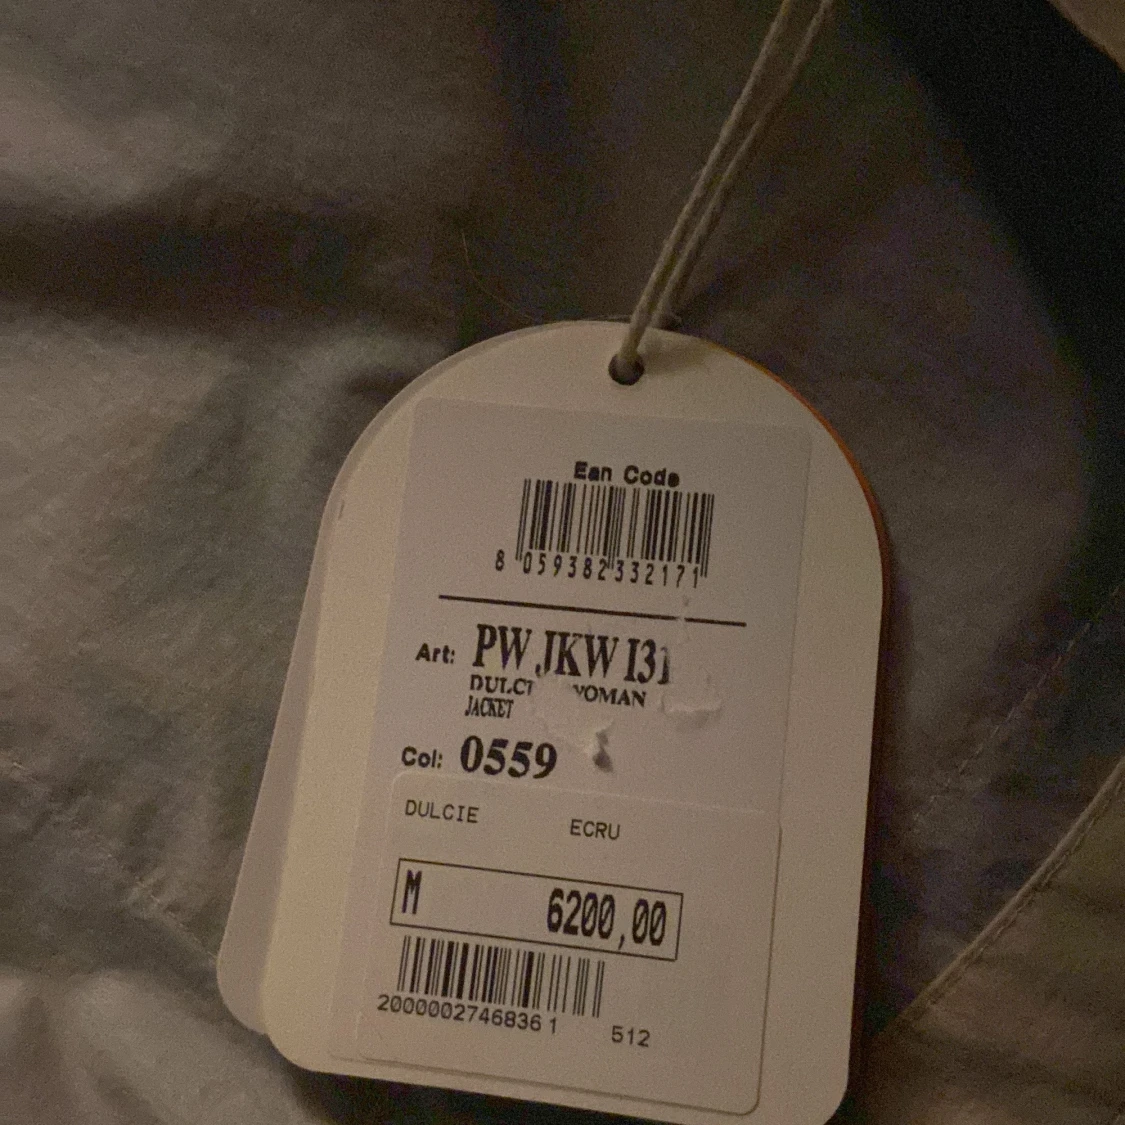 Ean Code
8 059382 332171
Art: PW JKW I31
DULCI WOMAN
JACKET
Col: 0559
DULCIE ECRU
M 6200,00
2000002746836 1 512